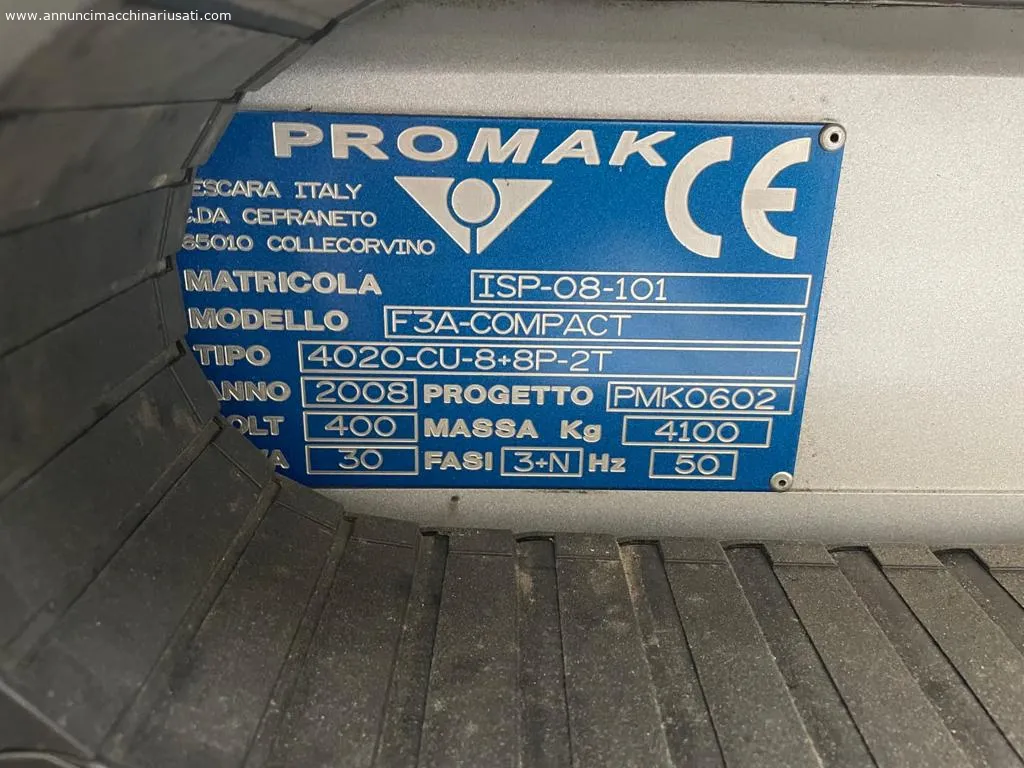 www.annuncimacchinariusati.com
PROMAK CE
ESCARA ITALY
C.DA CEPRANETO
65010 COLLECORVINO
MATRICOLA ISP-08-101
MODELLO F3A-COMPACT
TIPO 4020-CU-8+8P-2T
ANNO 2008 PROGETTO PMK0602
OLT 400 MASSA Kg 4100
VA 30 FASI 3+N Hz 50